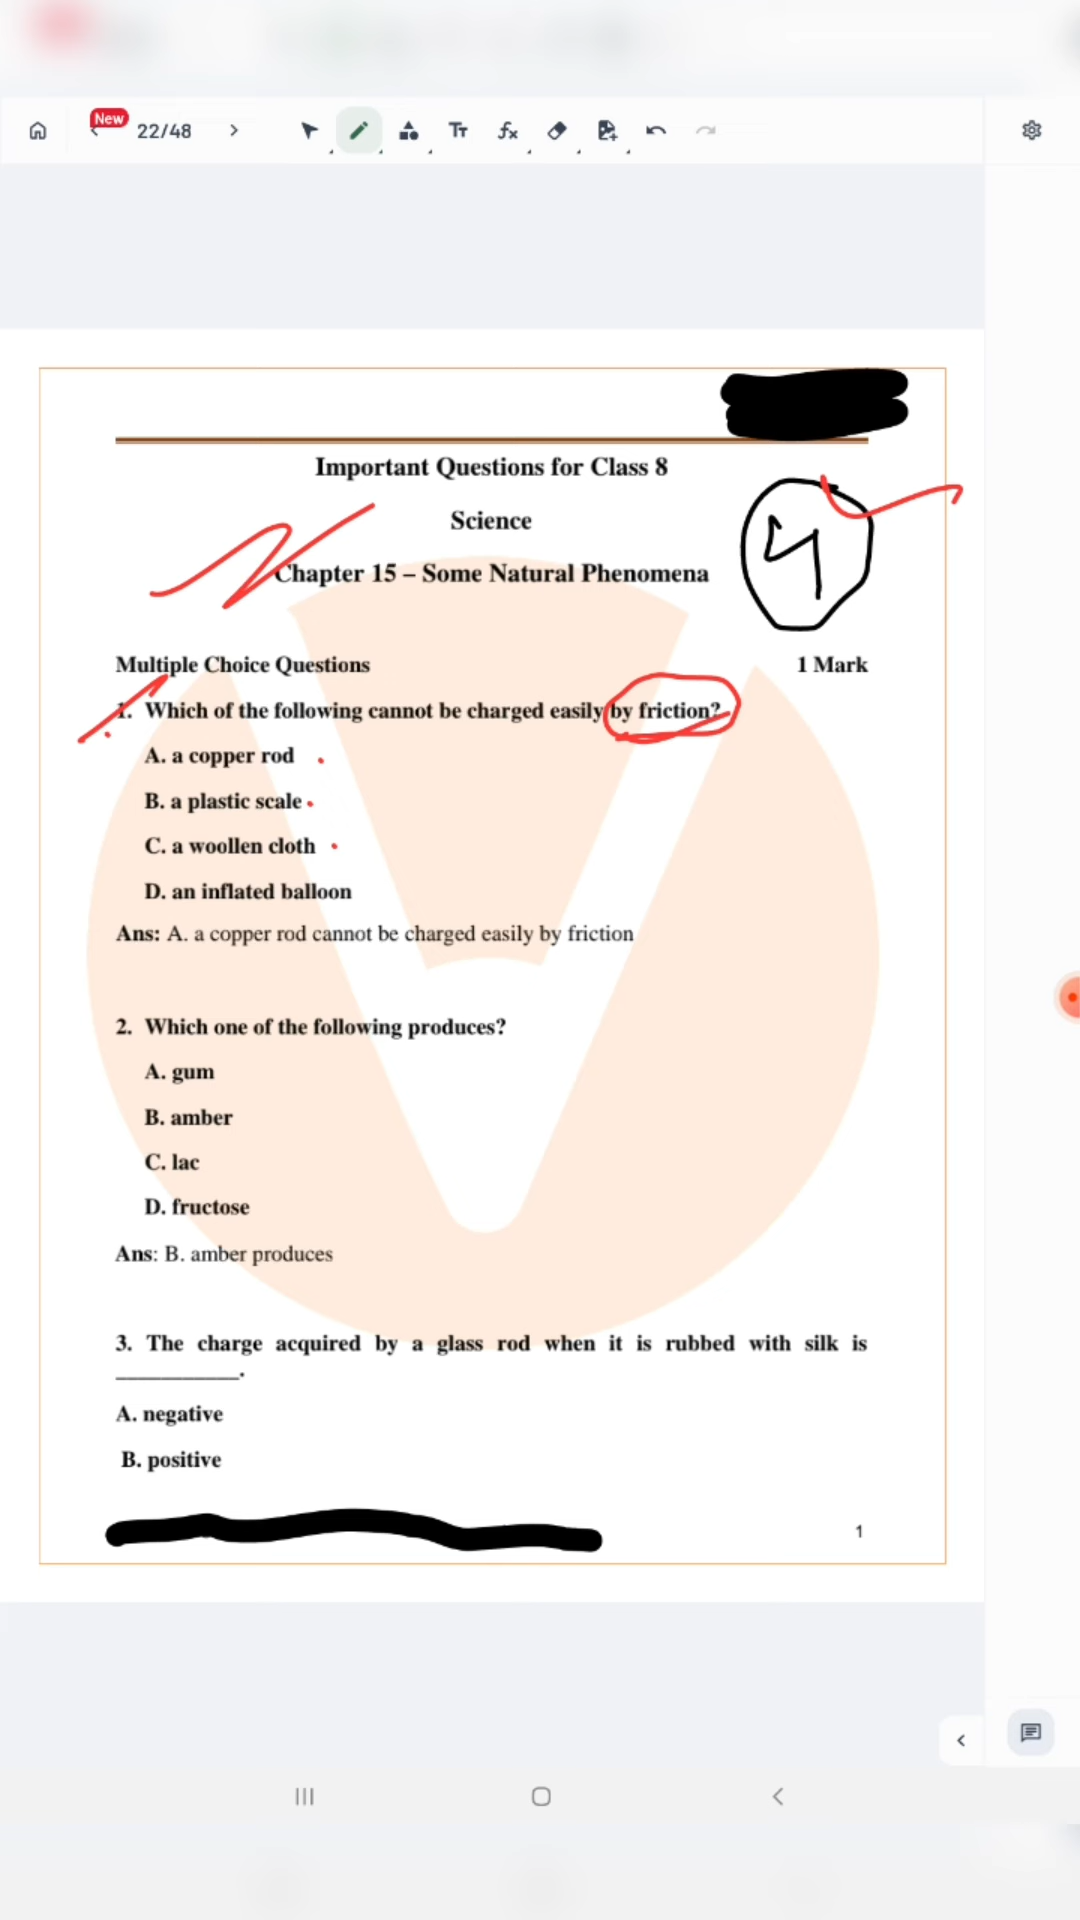 New
22/48
Important Questions for Class 8
Science
4
Chapter 15 – Some Natural Phenomena
Multiple Choice Questions 1 Mark
1. Which of the following cannot be charged easily by friction?
A. a copper rod
B. a plastic scale
C. a woollen cloth
D. an inflated balloon
Ans: A. a copper rod cannot be charged easily by friction
2. Which one of the following produces?
A. gum
B. amber
C. lac
D. fructose
Ans: B. amber produces
3. The charge acquired by a glass rod when it is rubbed with silk is
___________.
A. negative
B. positive
1